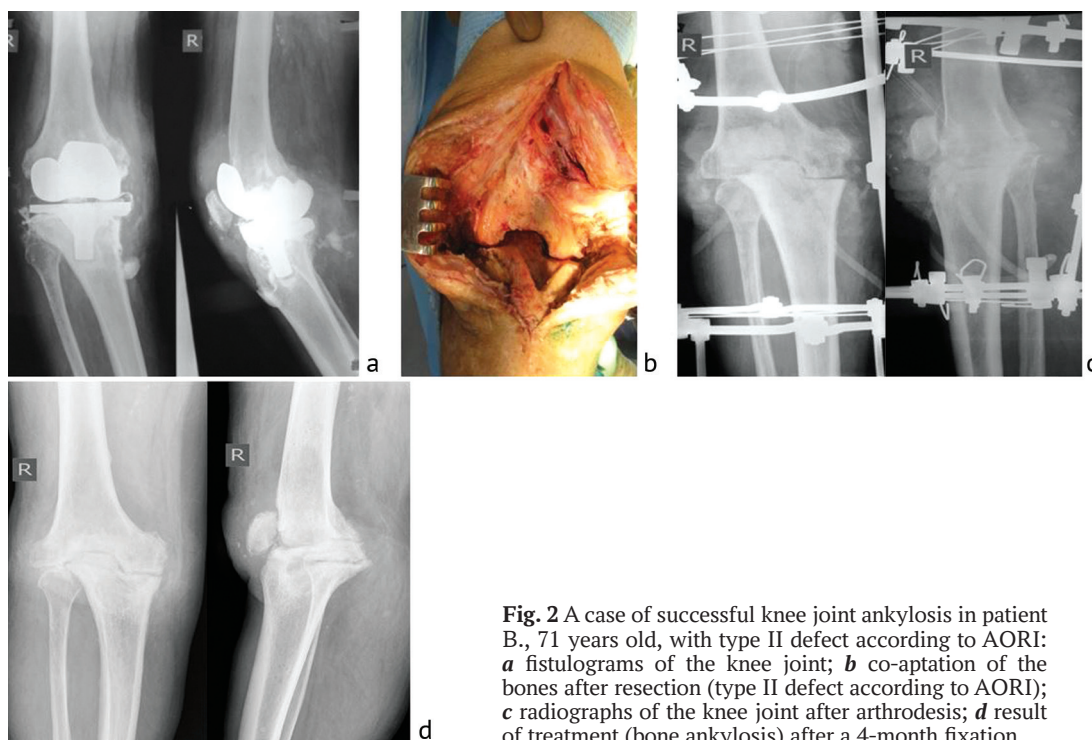 R
R
R
R
a
b
c
R
R
d
Fig. 2 A case of successful knee joint ankylosis in patient
B., 71 years old, with type II defect according to AORI:
a fistulograms of the knee joint; b co-aptation of the
bones after resection (type II defect according to AORI);
c radiographs of the knee joint after arthrodesis; d result
of treatment (bone ankylosis) after a 4-month fixation